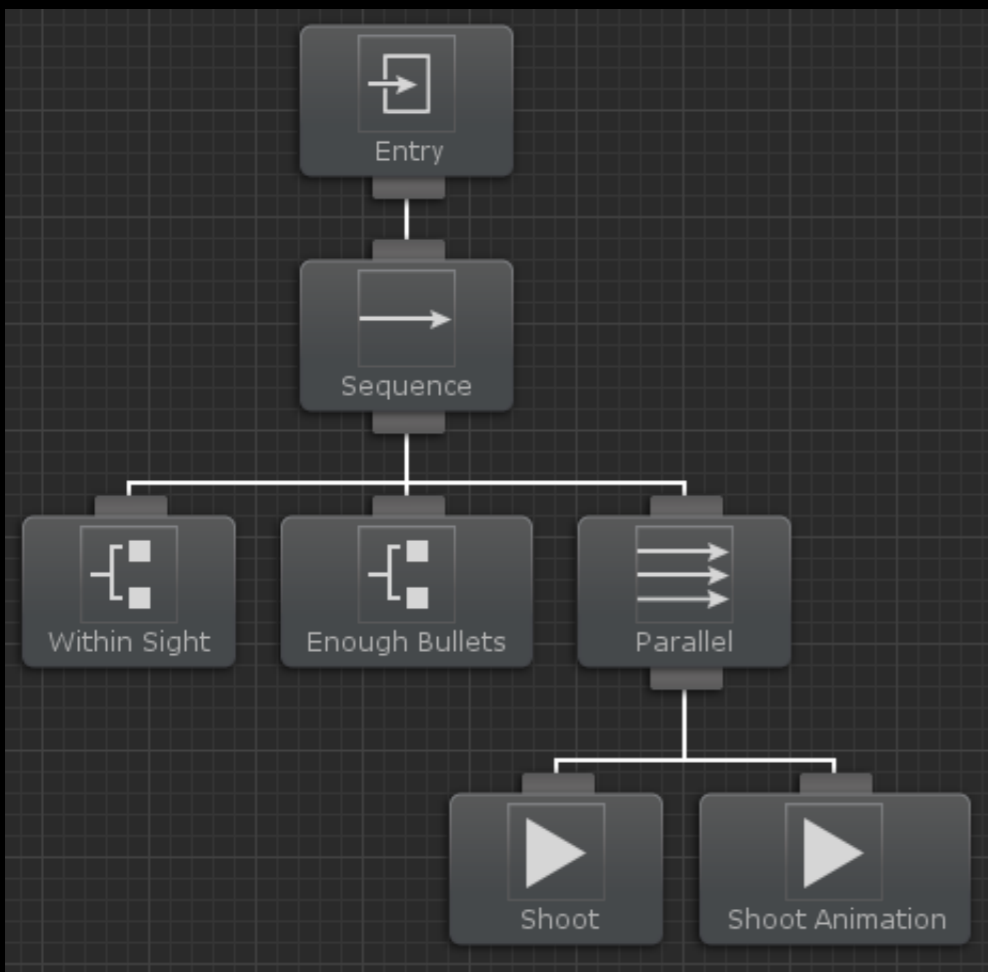 Entry
Sequence
Within Sight
Enough Bullets
Parallel
Shoot
Shoot Animation